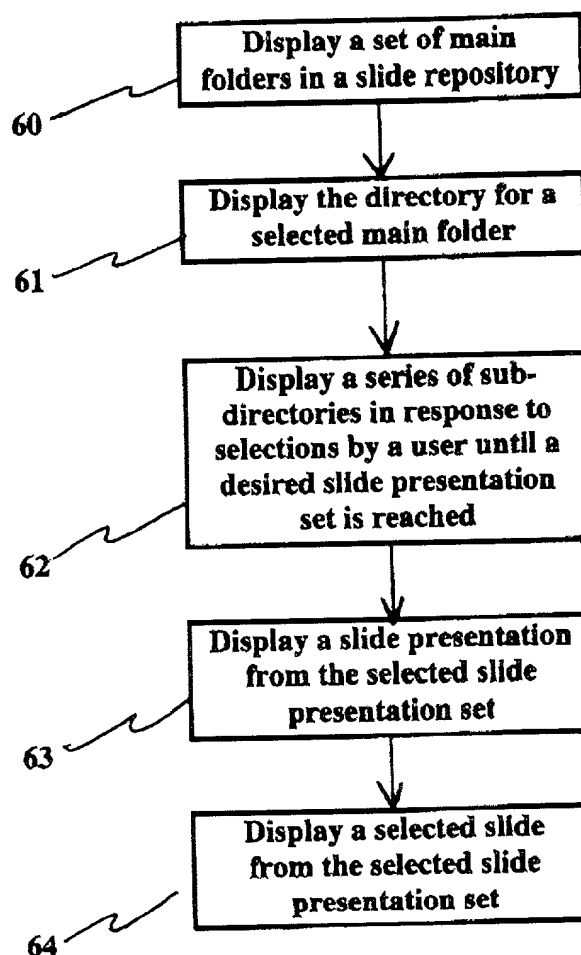 Display a set of main
folders in a slide repository
60
Display the directory for a
selected main folder
61
Display a series of sub-
directories in response to
selections by a user until a
desired slide presentation
set is reached
62
Display a slide presentation
from the selected slide
presentation set
63
Display a selected slide
from the selected slide
presentation set
64